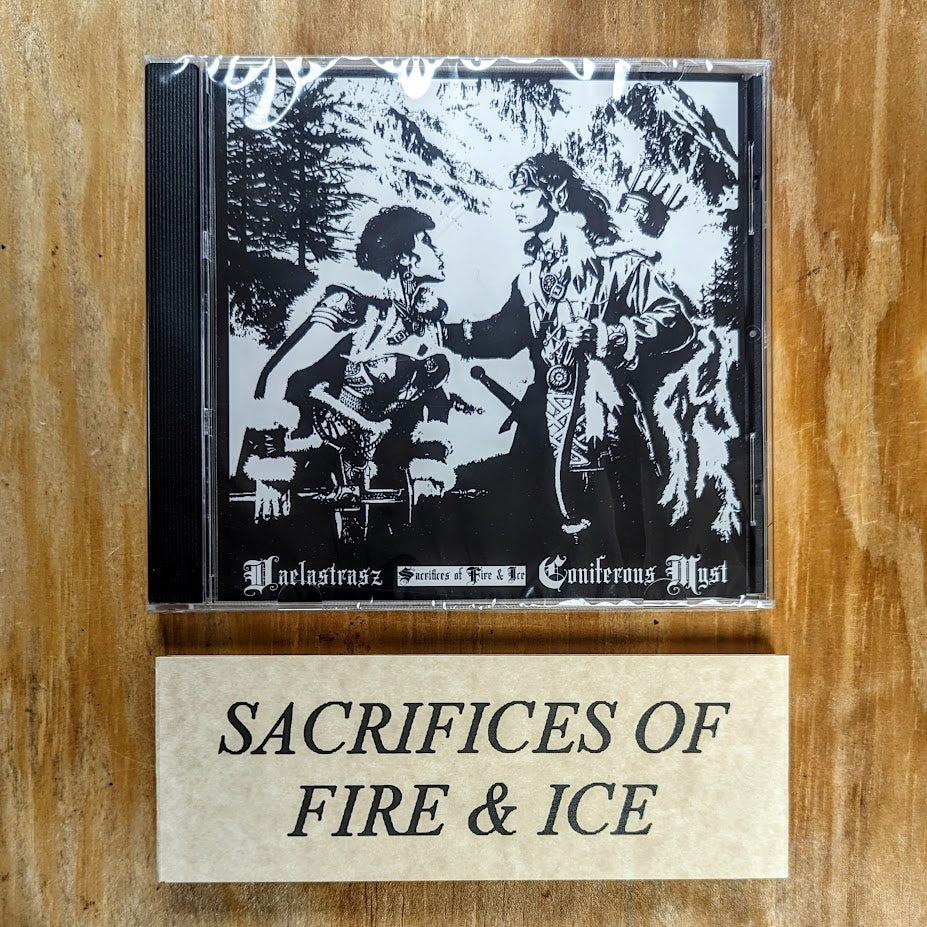 Vaelastrasz Sacrifices of Fire & Ice Coniferous Myst
SACRIFICES OF
FIRE & ICE